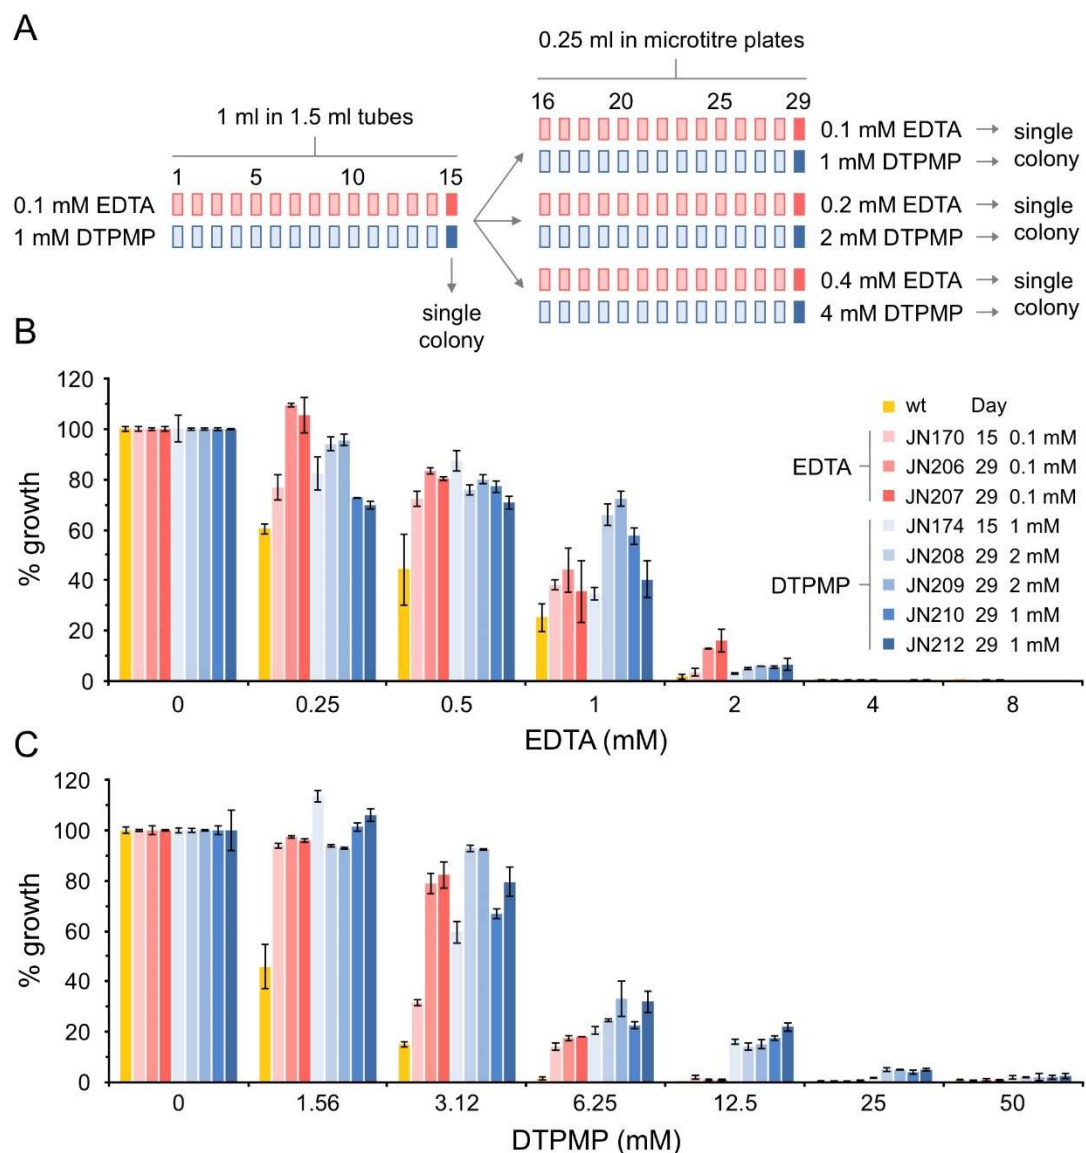 A
0.25 ml in microtitre plates
1 ml in 1.5 ml tubes
16 20 25 29
1 5 10 15
0.1 mM EDTA
1 mM DTPMP
0.1 mM EDTA
1 mM DTPMP
single
colony
0.2 mM EDTA
2 mM DTPMP
single
colony
0.4 mM EDTA
4 mM DTPMP
single
colony
single
colony
B
% growth
120
100
80
60
40
20
0
wt Day
EDTA
JN170 15 0.1 mM
JN206 29 0.1 mM
JN207 29 0.1 mM
DTPMP
JN174 15 1 mM
JN208 29 2 mM
JN209 29 2 mM
JN210 29 1 mM
JN212 29 1 mM
0 0.25 0.5 1 2 4 8
EDTA (mM)
C
% growth
120
100
80
60
40
20
0
0 1.56 3.12 6.25 12.5 25 50
DTPMP (mM)